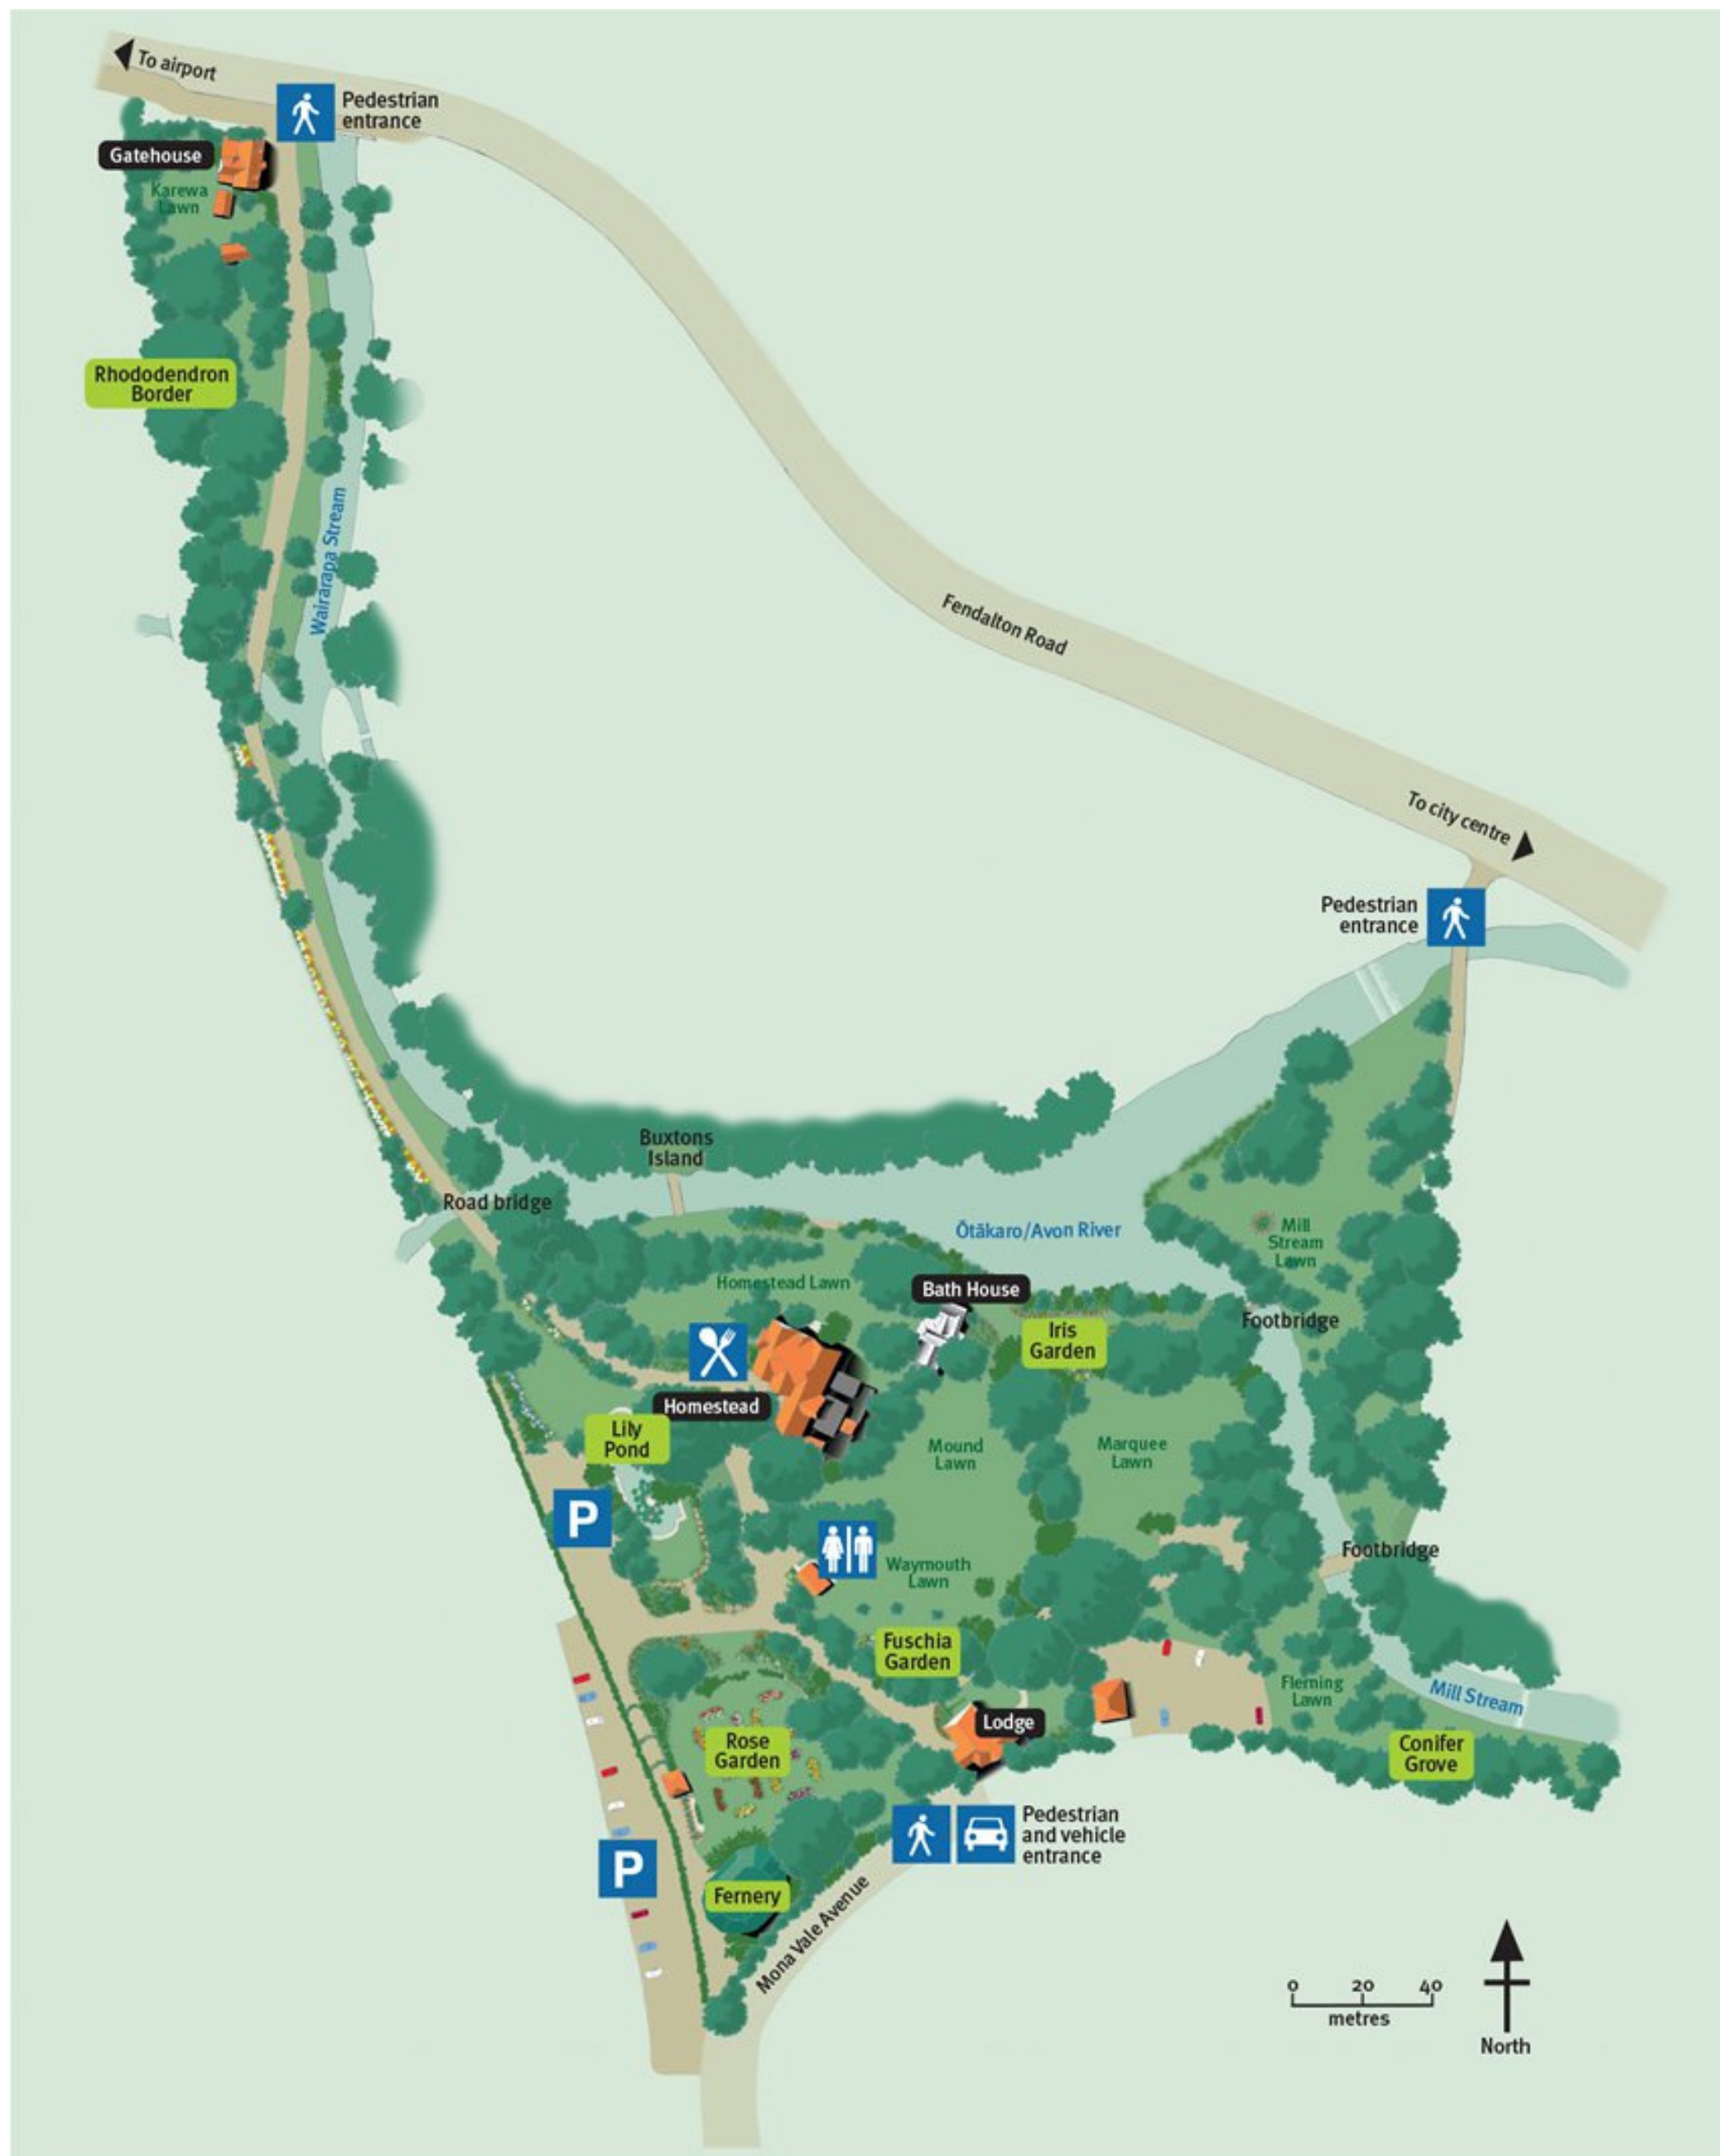 To airport
Pedestrian
entrance
Gatehouse
Karewa
Lawn
Rhododendron
Border
Wairarapa Stream
Fendalton Road
To city centre
Pedestrian
entrance
Buxtons
Island
Road bridge
Ōtākaro/Avon River
Mill
Stream
Lawn
Homestead Lawn
Bath House
Footbridge
Iris
Garden
Homestead
Lily
Pond
Mound
Lawn
Marquee
Lawn
P
Footbridge
Waymouth
Lawn
Fuschia
Garden
Fleming
Lawn
Mill Stream
Lodge
Rose
Garden
Conifer
Grove
Pedestrian
and vehicle
entrance
P
Fernery
Mona Vale Avenue
0 20 40
metres
North